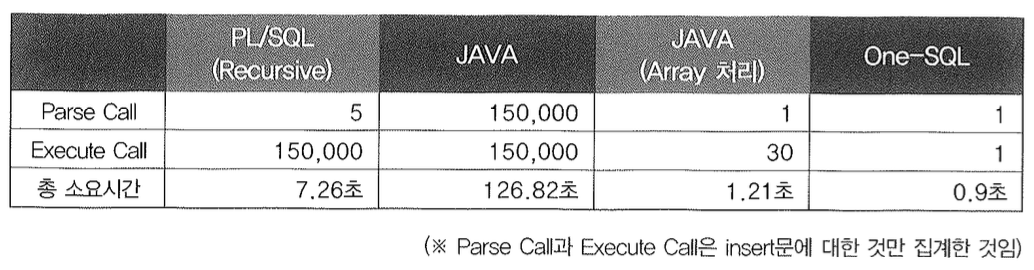 PL/SQL (Recursive) JAVA JAVA (Array 처리) One-SQL
Parse Call 5 150,000 1 1
Execute Call 150,000 150,000 30 1
총 소요시간 7.26초 126.82초 1.21초 0.9초
(※ Parse Call과 Execute Call은 insert문에 대한 것만 집계한 것임)